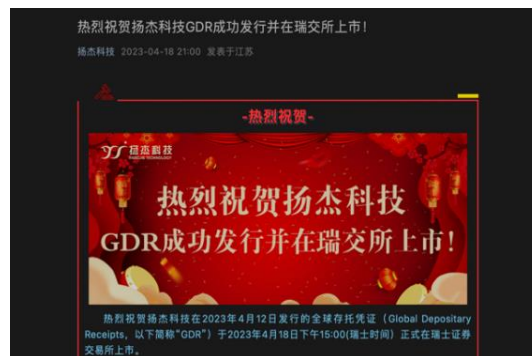 热烈祝贺扬杰科技GDR成功发行并在瑞交所上市！
扬杰科技 2023-04-18 21:00 发表于江苏
-热烈祝贺-
扬杰科技
YANGJIE TECHNOLOGY
热烈祝贺扬杰科技
GDR成功发行并在瑞交所上市！
热烈祝贺扬杰科技在2023年4月12日发行的全球存托凭证（Global Depositary
Receipts，以下简称“GDR”）于2023年4月18日下午15:00(瑞士时间）正式在瑞士证券
交易所上市。